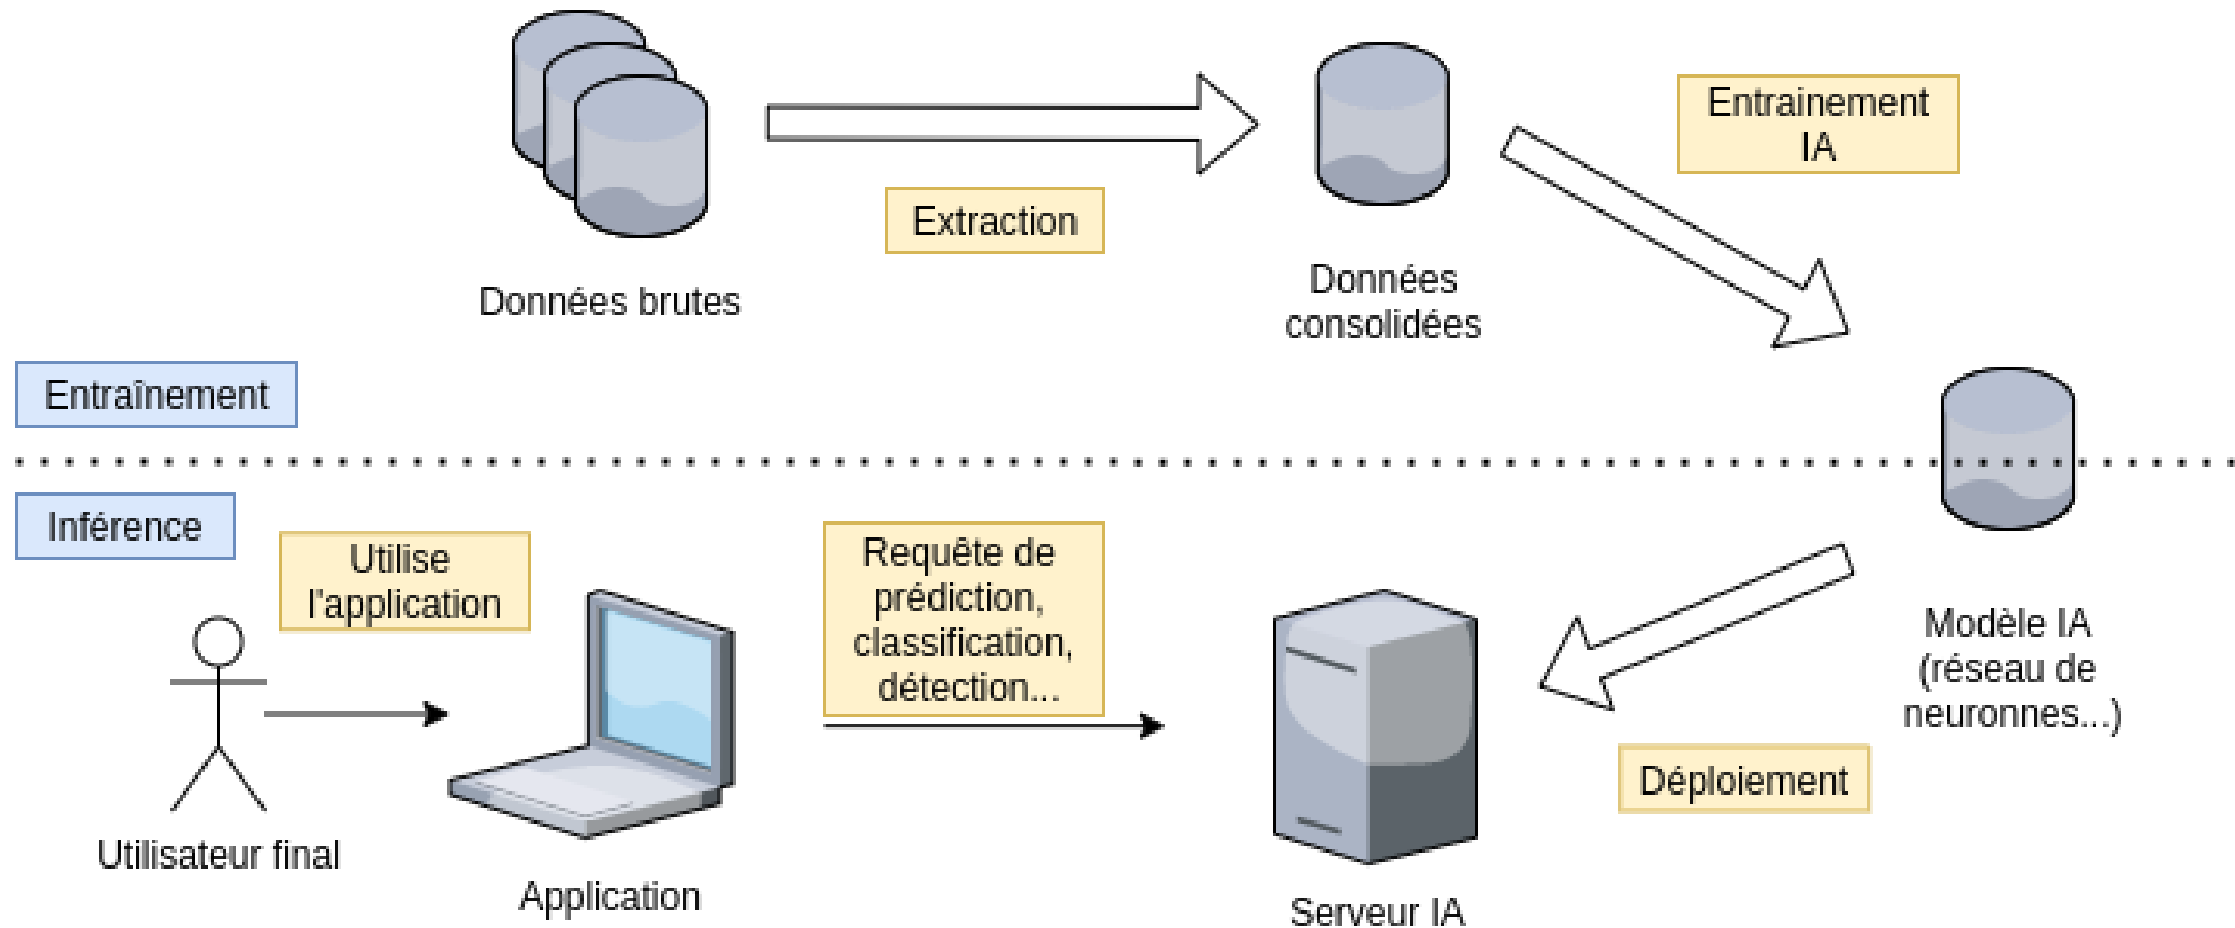 Entrainement
IA
Extraction
Données brutes
Données
consolidées
Entraînement
Inférence
Utilise
l'application
Requête de
prédiction,
classification,
détection...
Modèle IA
(réseau de
neuronnes...)
Déploiement
Utilisateur final
Application
Serveur IA